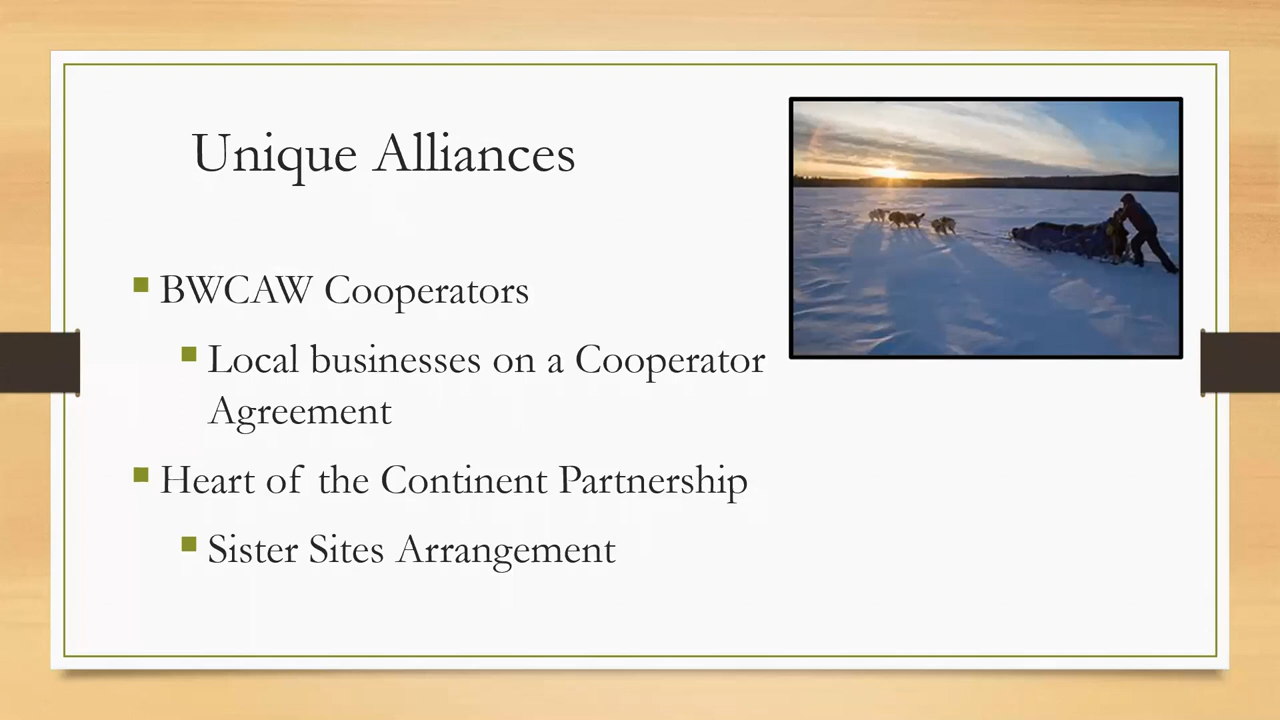 Unique Alliances
BWCAW Cooperators
Local businesses on a Cooperator
Agreement
Heart of the Continent Partnership
Sister Sites Arrangement